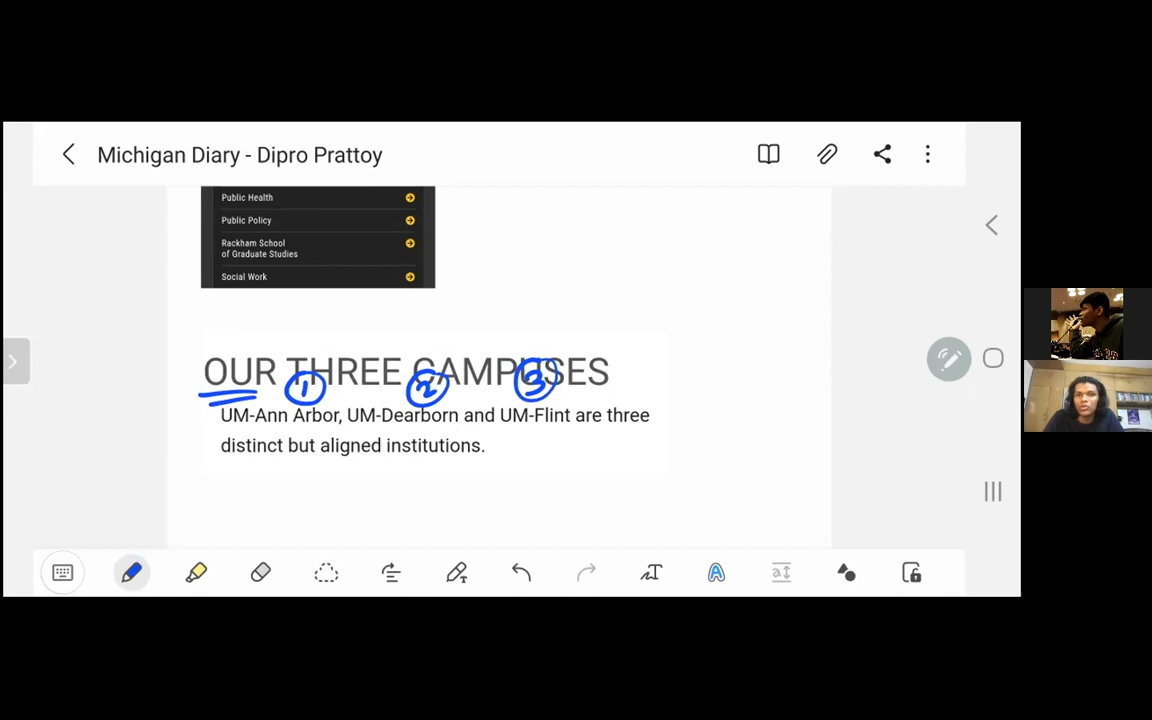 Michigan Diary - Dipro Prattoy
Public Health
Public Policy
Rackham School
of Graduate Studies
Social Work
OUR THREE CAMPUSES
1 2 3
UM-Ann Arbor, UM-Dearborn and UM-Flint are three
distinct but aligned institutions.